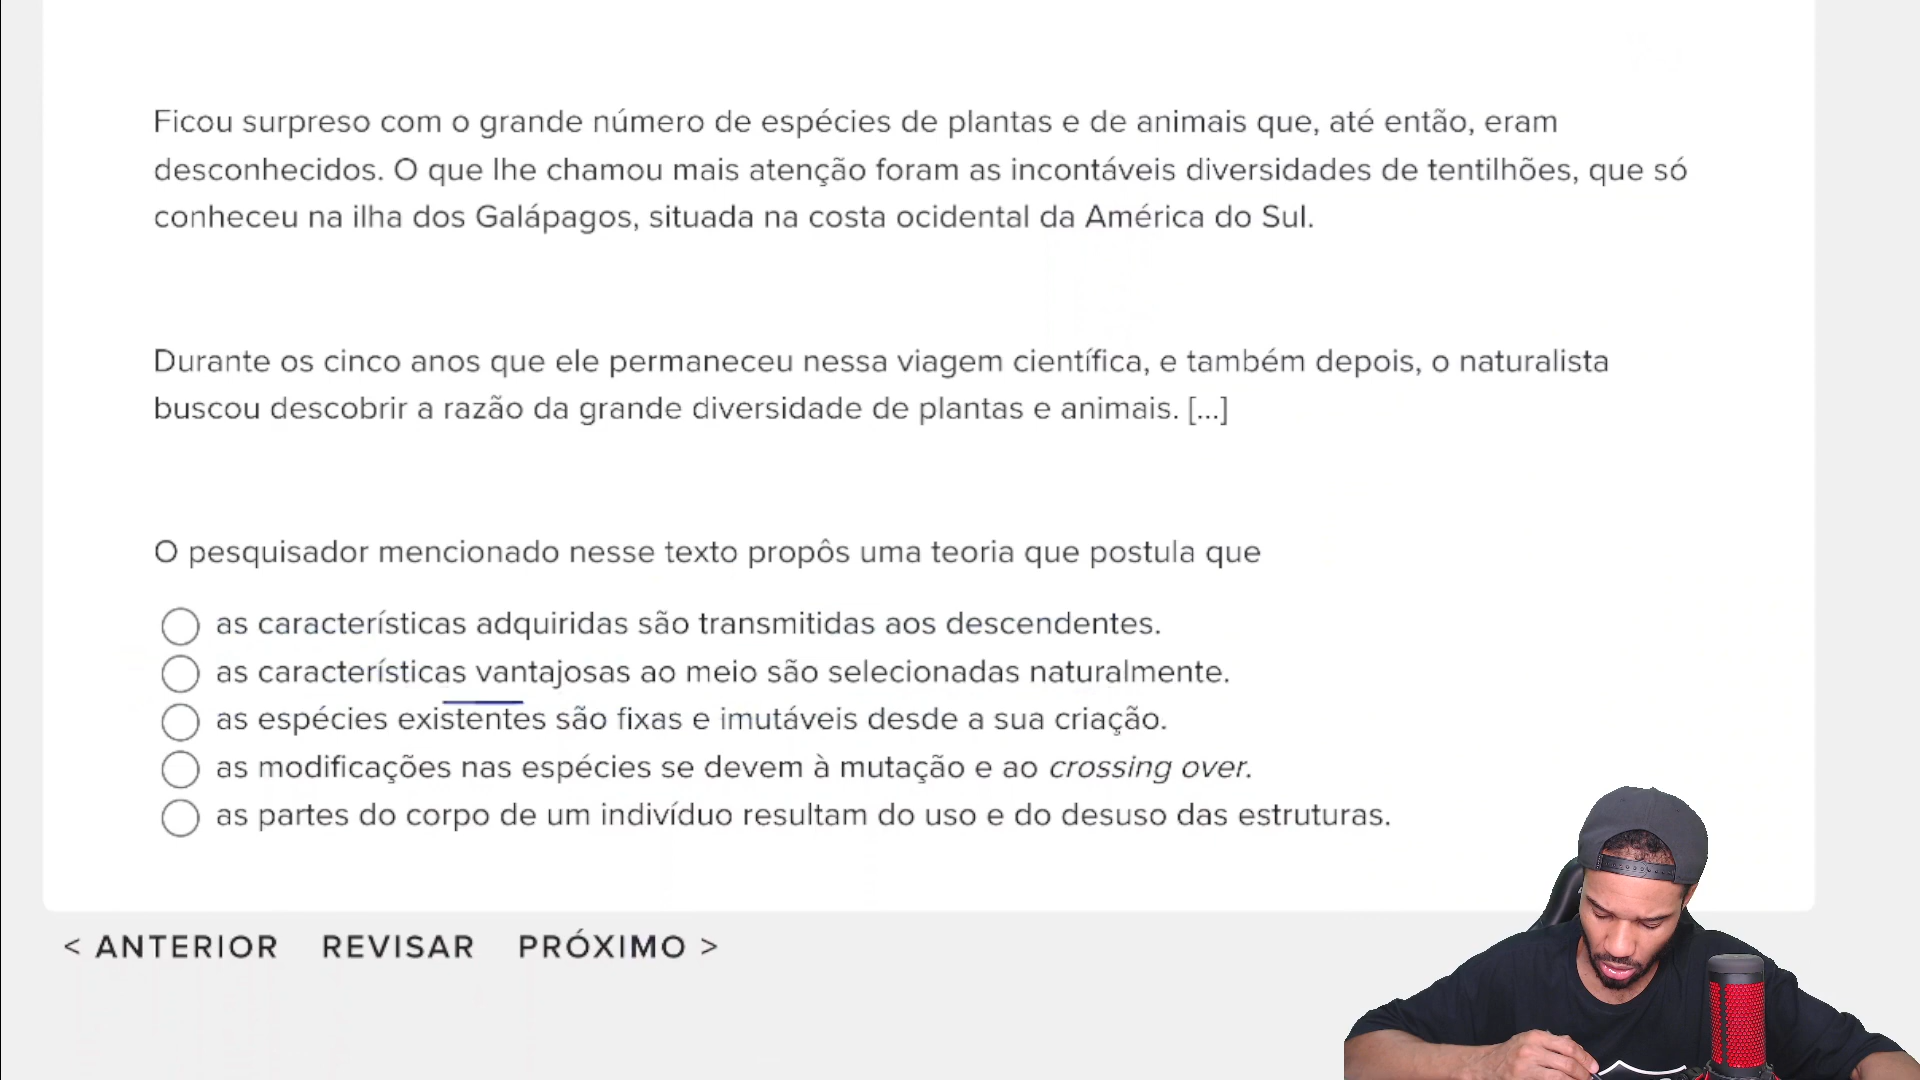 Ficou surpreso com o grande número de espécies de plantas e de animais que, até então, eram
desconhecidos. O que lhe chamou mais atenção foram as incontáveis diversidades de tentilhões, que só
conheceu na ilha dos Galápagos, situada na costa ocidental da América do Sul.
Durante os cinco anos que ele permaneceu nessa viagem científica, e também depois, o naturalista
buscou descobrir a razão da grande diversidade de plantas e animais. [...]
O pesquisador mencionado nesse texto propôs uma teoria que postula que
as características adquiridas são transmitidas aos descendentes.
as características vantajosas ao meio são selecionadas naturalmente.
as espécies existentes são fixas e imutáveis desde a sua criação.
as modificações nas espécies se devem à mutação e ao crossing over.
as partes do corpo de um indivíduo resultam do uso e do desuso das estruturas.
< ANTERIOR REVISAR PRÓXIMO >